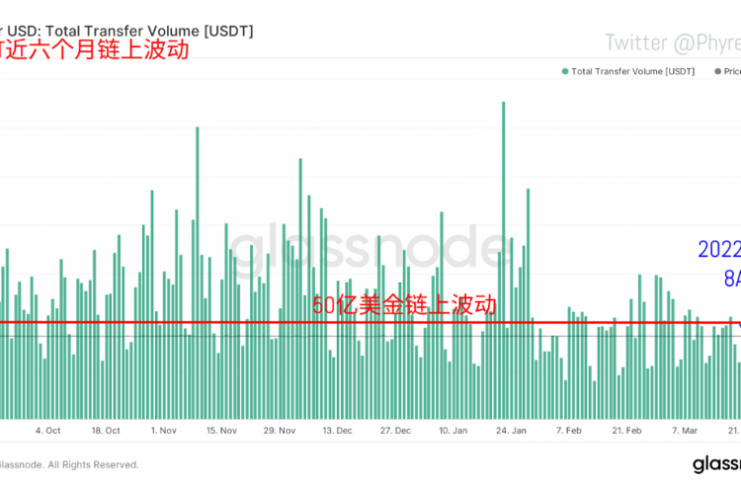 r USD: Total Transfer Volume [USDT]
近六个月链上波动
Twitter @Phyre
Total Transfer Volume [USDT]
Price
glassnode
2022
8A
50亿美金链上波动
4. Oct
18. Oct
1. Nov
15. Nov
29. Nov
13. Dec
27. Dec
10. Jan
24. Jan
7. Feb
21. Feb
7. Mar
21.
Glassnode. All Rights Reserved.
glassn